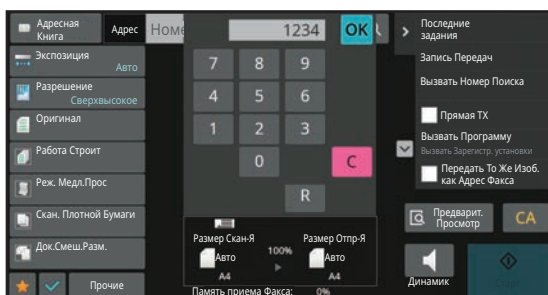 Адресная
Книга
Адрес
Номе
1234
OK
Последние
задания
Экспозиция
Авто
Запись Передач
Разрешение
Сверхвысокое
Вызвать Номер Поиска
7 8 9
4 5 6
1 2 3
0 C
R
Оригинал
Прямая TX
Работа Строит
Вызвать Программу
Вызвать Зарегистр. установки
Реж. Медл.Прос
Передать То Же Изоб.
как Адрес Факса
Скан. Плотной Бумаги
Предварит.
Просмотр
CA
Док.Смеш.Разм.
Размер Скан-Я
Размер Отпр-Я
100%
Авто
Авто
A4
A4
Прочие
Память приема Факса: 0%
Динамик